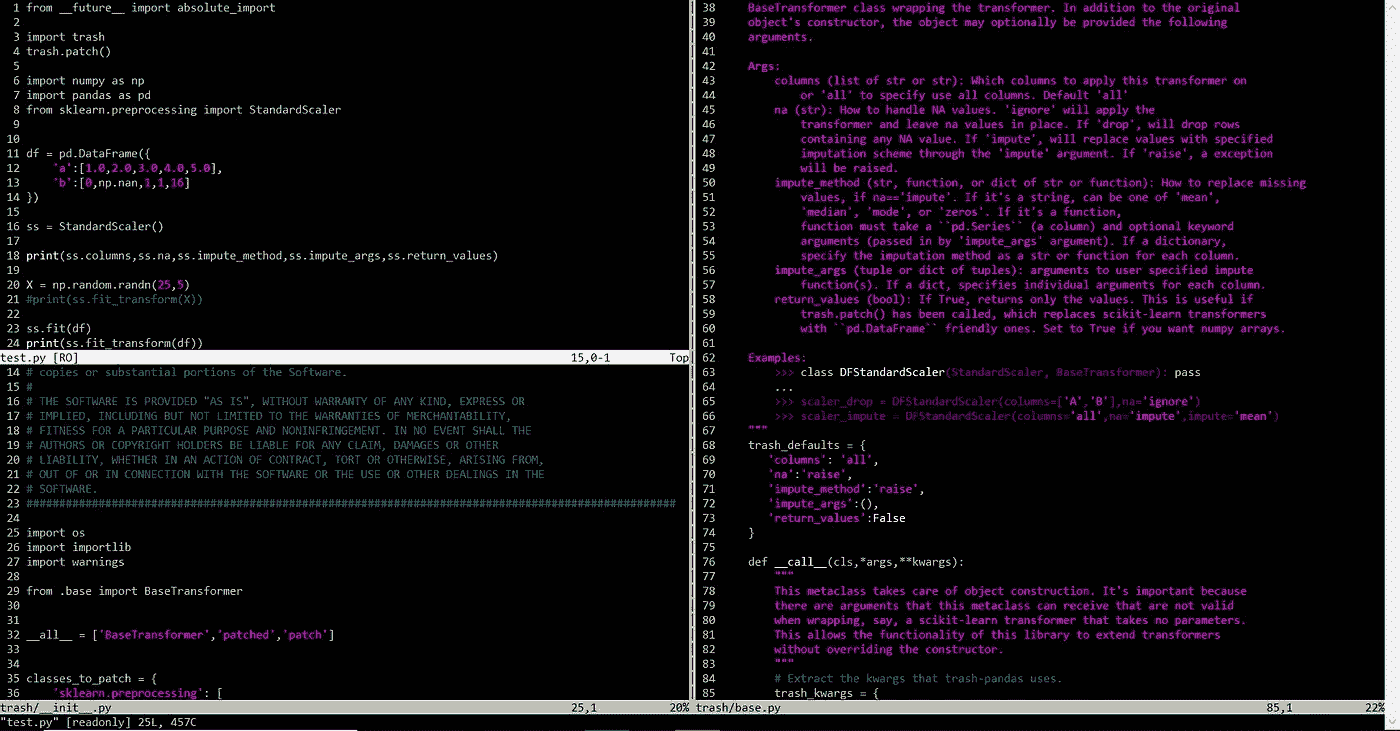 1 from __future__ import absolute_import
2
3 import trash
4 trash.patch()
5
6 import numpy as np
7 import pandas as pd
8 from sklearn.preprocessing import StandardScaler
9
10
11 df = pd.DataFrame({
12     'a':[1.0,2.0,3.0,4.0,5.0],
13     'b':[0,np.nan,1,1,16]
14 })
15
16 ss = StandardScaler()
17
18 print(ss.columns,ss.na,ss.impute_method,ss.impute_args,ss.return_values)
19
20 X = np.random.randn(25,5)
21 #print(ss.fit_transform(X))
22
23 ss.fit(df)
24 print(ss.fit_transform(df))
test.py [RO] 15,0-1 Top
14 # copies or substantial portions of the Software.
15 #
16 # THE SOFTWARE IS PROVIDED "AS IS", WITHOUT WARRANTY OF ANY KIND, EXPRESS OR
17 # IMPLIED, INCLUDING BUT NOT LIMITED TO THE WARRANTIES OF MERCHANTABILITY,
18 # FITNESS FOR A PARTICULAR PURPOSE AND NONINFRINGEMENT. IN NO EVENT SHALL THE
19 # AUTHORS OR COPYRIGHT HOLDERS BE LIABLE FOR ANY CLAIM, DAMAGES OR OTHER
20 # LIABILITY, WHETHER IN AN ACTION OF CONTRACT, TORT OR OTHERWISE, ARISING FROM,
21 # OUT OF OR IN CONNECTION WITH THE SOFTWARE OR THE USE OR OTHER DEALINGS IN THE
22 # SOFTWARE.
23 ####################################################################################################
24
25 import os
26 import importlib
27 import warnings
28
29 from .base import BaseTransformer
30
31
32 __all__ = ['BaseTransformer','patched','patch']
33
34
35 classes_to_patch = {
36     'sklearn.preprocessing': [
trash/__init__.py 25,1 20%
"test.py" [readonly] 25L, 457C
38 BaseTransformer class wrapping the transformer. In addition to the original
39 object's constructor, the object may optionally be provided the following
40 arguments.
41
42 Args:
43     columns (list of str or str): Which columns to apply this transformer on
44         or 'all' to specify use all columns. Default 'all'
45     na (str): How to handle NA values. 'ignore' will apply the
46         transformer and leave na values in place. If 'drop', will drop rows
47         containing any NA value. If 'impute', will replace values with specified
48         imputation scheme through the 'impute' argument. If 'raise', a exception
49         will be raised.
50     impute_method (str, function, or dict of str or function): How to replace missing
51         values, if na=='impute'. If it's a string, can be one of 'mean',
52         'median', 'mode', or 'zeros'. If it's a function,
53         function must take a ``pd.Series`` (a column) and optional keyword
54         arguments (passed in by 'impute_args' argument). If a dictionary,
55         specify the imputation method as a str or function for each column.
56     impute_args (tuple or dict of tuples): arguments to user specified impute
57         function(s). If a dict, specifies individual arguments for each column.
58     return_values (bool): If True, returns only the values. This is useful if
59         trash.patch() has been called, which replaces scikit-learn transformers
60         with ``pd.DataFrame`` friendly ones. Set to True if you want numpy arrays.
61
62 Examples:
63     >>> class DFStandardScaler(StandardScaler, BaseTransformer): pass
64     ...
65     >>> scaler_drop = DFStandardScaler(columns=['A','B'],na='ignore')
66     >>> scaler_impute = DFStandardScaler(columns='all',na='impute',impute='mean')
67 """
68 trash_defaults = {
69    'columns': 'all',
70    'na':'raise',
71    'impute_method':'raise',
72    'impute_args':(),
73    'return_values':False
74 }
75
76 def __call__(cls,*args,**kwargs):
77     """
78     This metaclass takes care of object construction. It's important because
79     there are arguments that this metaclass can receive that are not valid
80     when wrapping, say, a scikit-learn transformer that takes no parameters.
81     This allows the functionality of this library to extend transformers
82     without overriding the constructor.
83     """
84     # Extract the kwargs that trash-pandas uses.
85     trash_kwargs = {
trash/base.py 85,1 22%